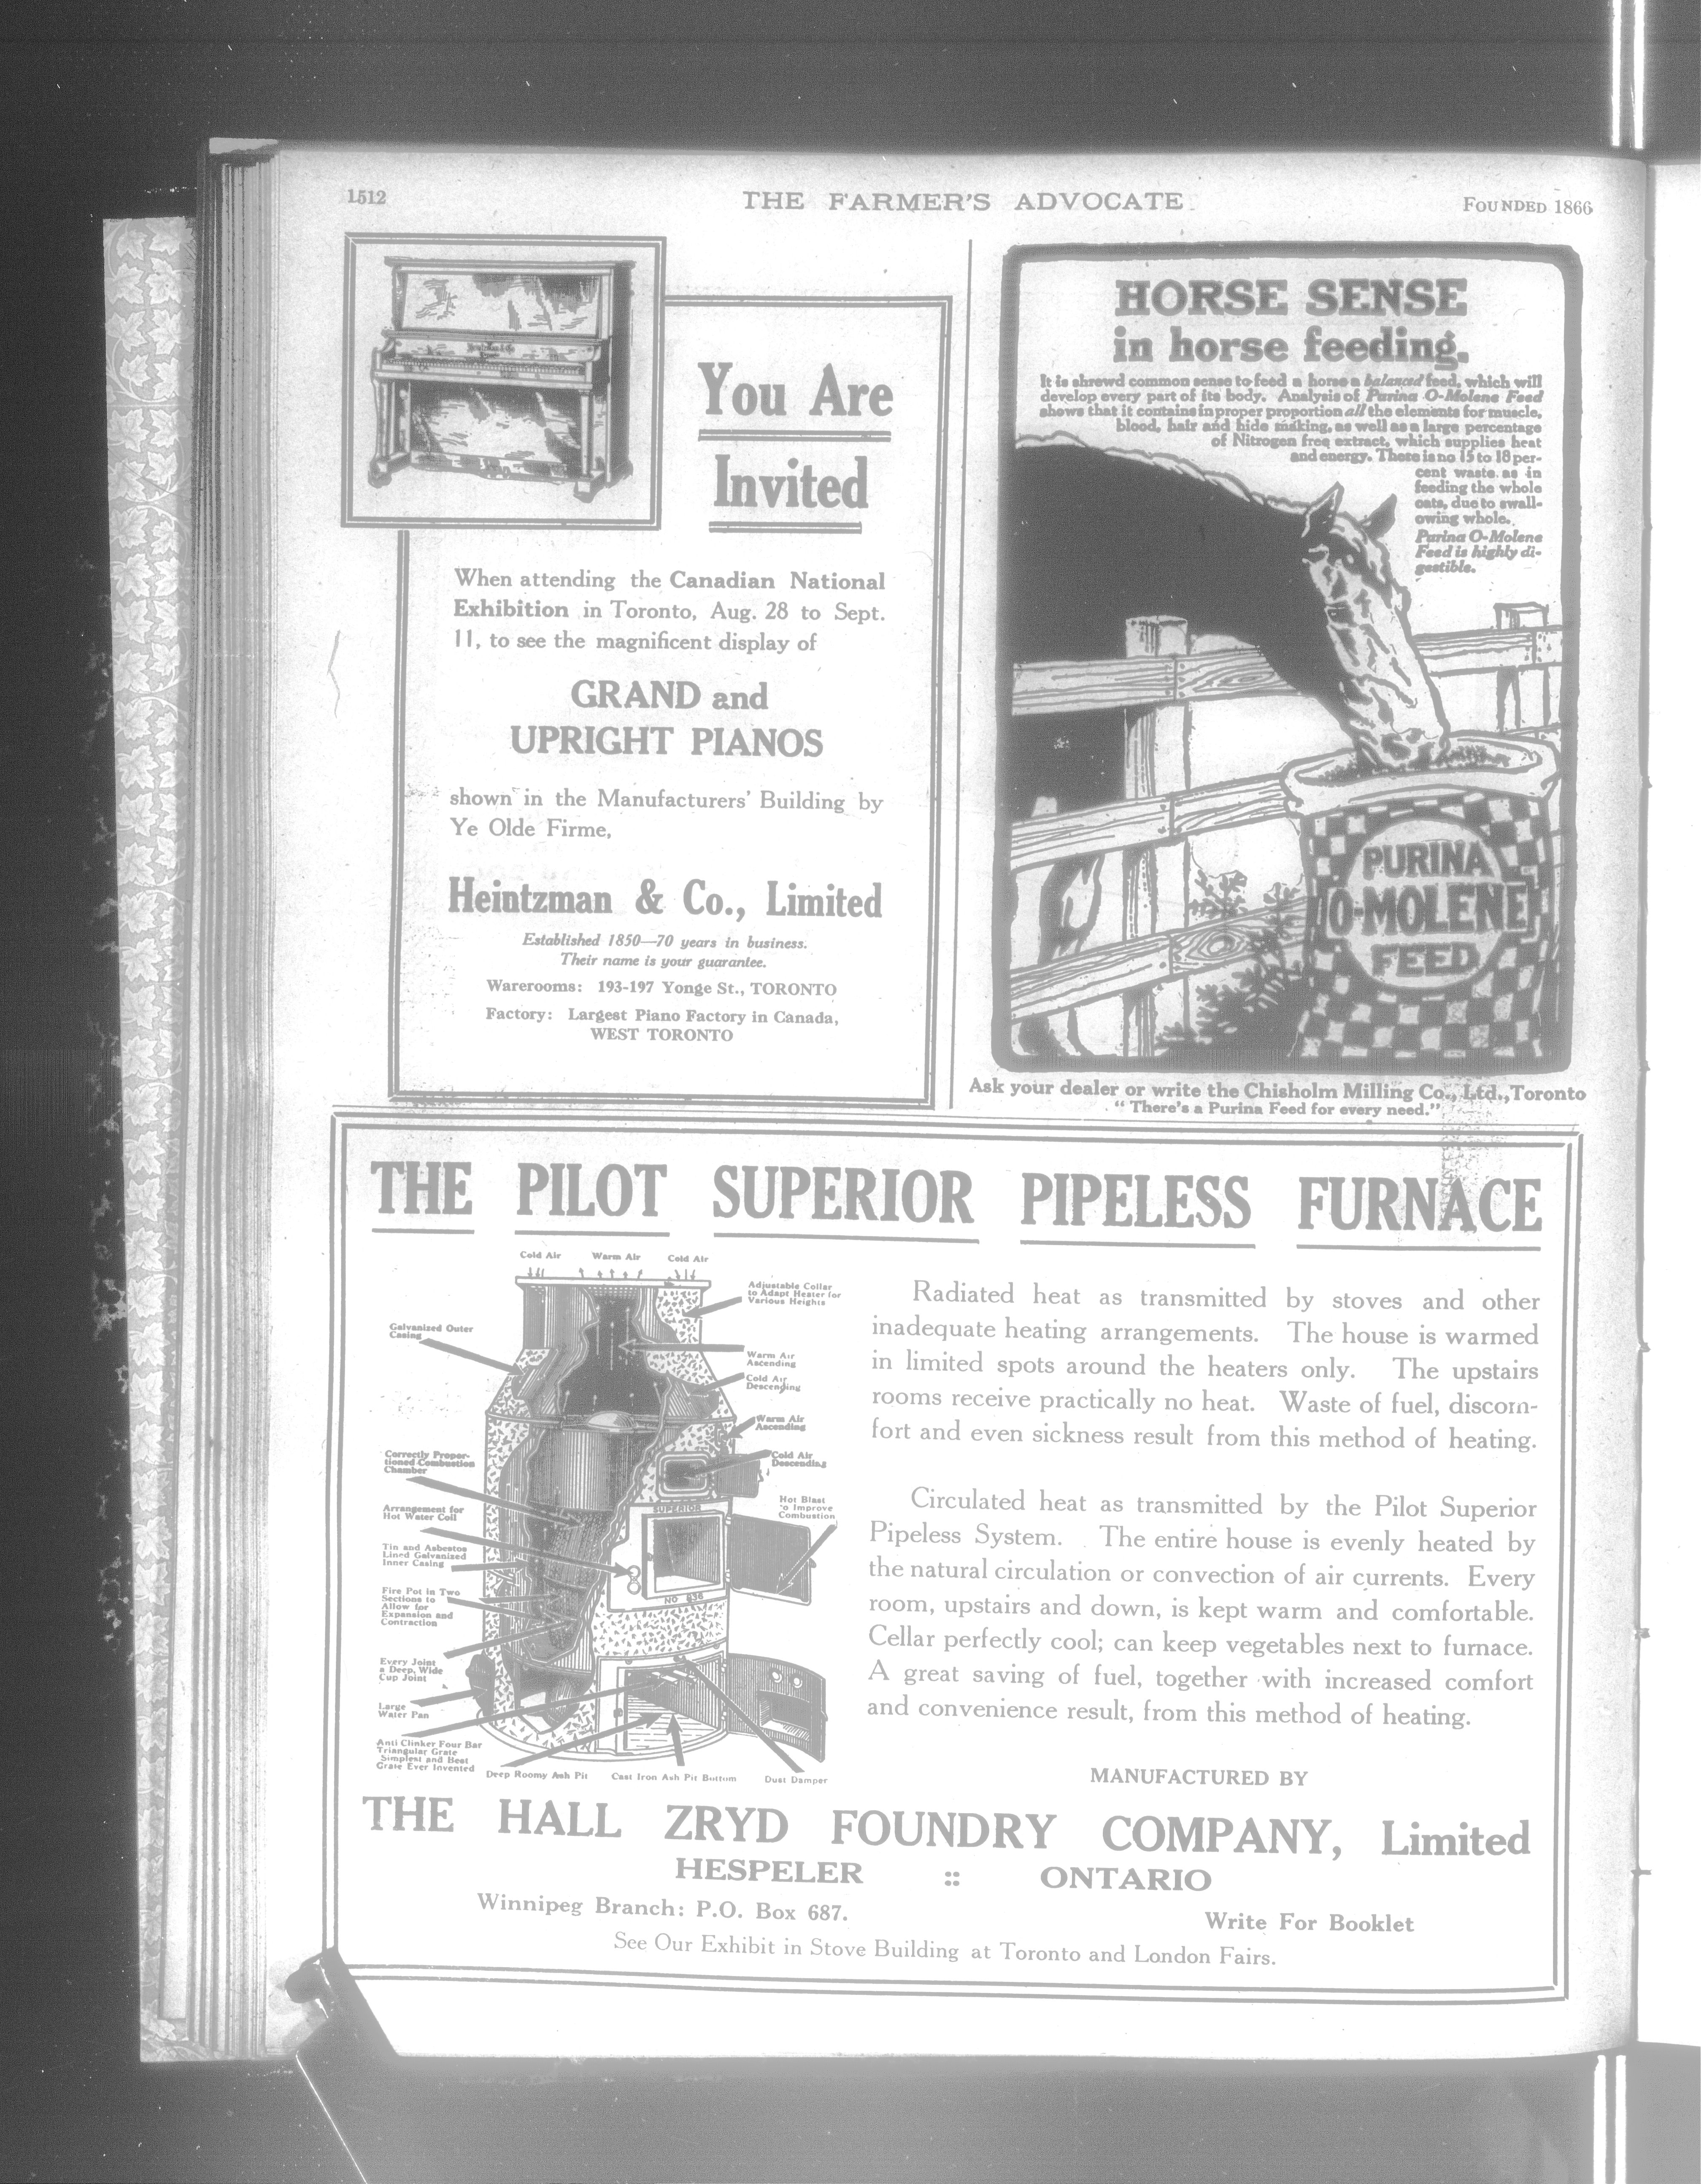 1512
THE FARMER'S ADVOCATE
FOUNDED 1866
You Are
Invited
When attending the Canadian National
Exhibition in Toronto, Aug. 28 to Sept.
11, to see the magnificent display of
GRAND and
UPRIGHT PIANOS
shown in the Manufacturers' Building by
Ye Olde Firme,
Heintzman & Co., Limited
Established 1850—70 years in business.
Their name is your guarantee.
Warerooms: 193-197 Yonge St., TORONTO
Factory: Largest Piano Factory in Canada,
WEST TORONTO
HORSE SENSE
in horse feeding.
It is shrewd common sense to feed a horse a balanced feed, which will
develop every part of its body. Analysis of Purina O-Molene Feed
shows that it contains in proper proportion all the elements for muscle,
blood, hair and hide making, as well as a large percentage
of Nitrogen free extract, which supplies heat
and energy. There is no 15 to 18 per-
cent waste as in
feeding the whole
oats, due to swall-
owing whole.
Purina O-Molene
Feed is highly di-
gestible.
PURINA
O-MOLENE
FEED
Ask your dealer or write the Chisholm Milling Co., Ltd., Toronto
"There's a Purina Feed for every need."
THE PILOT SUPERIOR PIPELESS FURNACE
Cold Air Warm Air Cold Air
Adjustable Collar
to Adapt Heater for
Various Heights
Galvanized Outer
Casing
Warm Air
Ascending
Cold Air
Descending
Warm Air
Ascending
Cold Air
Descending
Correctly Propor-
tioned Combustion
Chamber
Hot Blast
to Improve
Combustion
Arrangement for
Hot Water Coil
SUPERIOR
Tin and Asbestos
Lined Galvanized
Inner Casing
Fire Pot in Two
Sections to
Allow for
Expansion and
Contraction
NO
Every Joint
a Deep, Wide
Cup Joint
Large
Water Pan
Anti Clinker Four Bar
Triangular Grate
Simplest and Best
Grate Ever Invented
Deep Roomy Ash Pit
Cast Iron Ash Pit Bottom
Dust Damper
Radiated heat as transmitted by stoves and other
inadequate heating arrangements. The house is warmed
in limited spots around the heaters only. The upstairs
rooms receive practically no heat. Waste of fuel, discom-
fort and even sickness result from this method of heating.
Circulated heat as transmitted by the Pilot Superior
Pipeless System. The entire house is evenly heated by
the natural circulation or convection of air currents. Every
room, upstairs and down, is kept warm and comfortable.
Cellar perfectly cool; can keep vegetables next to furnace.
A great saving of fuel, together with increased comfort
and convenience result, from this method of heating.
MANUFACTURED BY
THE HALL ZRYD FOUNDRY COMPANY, Limited
HESPELER :: ONTARIO
Winnipeg Branch: P.O. Box 687.
Write For Booklet
See Our Exhibit in Stove Building at Toronto and London Fairs.